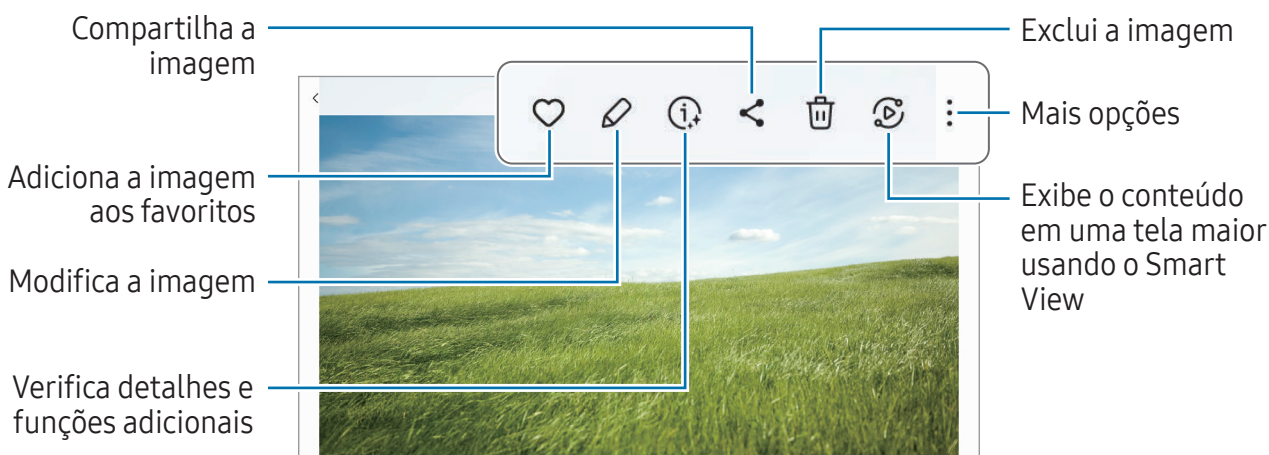 Compartilha a
imagem
Exclui a imagem
Mais opções
Adiciona a imagem
aos favoritos
Exibe o conteúdo
em uma tela maior
usando o Smart
View
Modifica a imagem
Verifica detalhes e
funções adicionais